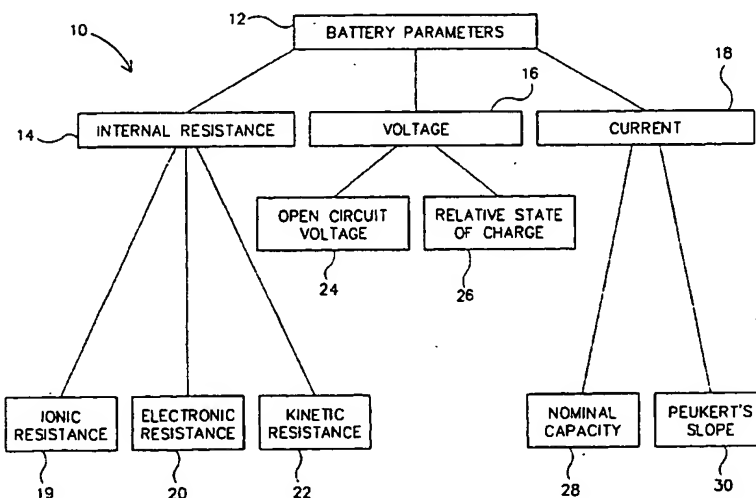 12
BATTERY PARAMETERS
10
18
16
14
INTERNAL RESISTANCE
VOLTAGE
CURRENT
OPEN CIRCUIT
VOLTAGE
RELATIVE STATE
OF CHARGE
24
26
IONIC
RESISTANCE
ELECTRONIC
RESISTANCE
KINETIC
RESISTANCE
NOMINAL
CAPACITY
PEUKERT'S
SLOPE
19
20
22
28
30